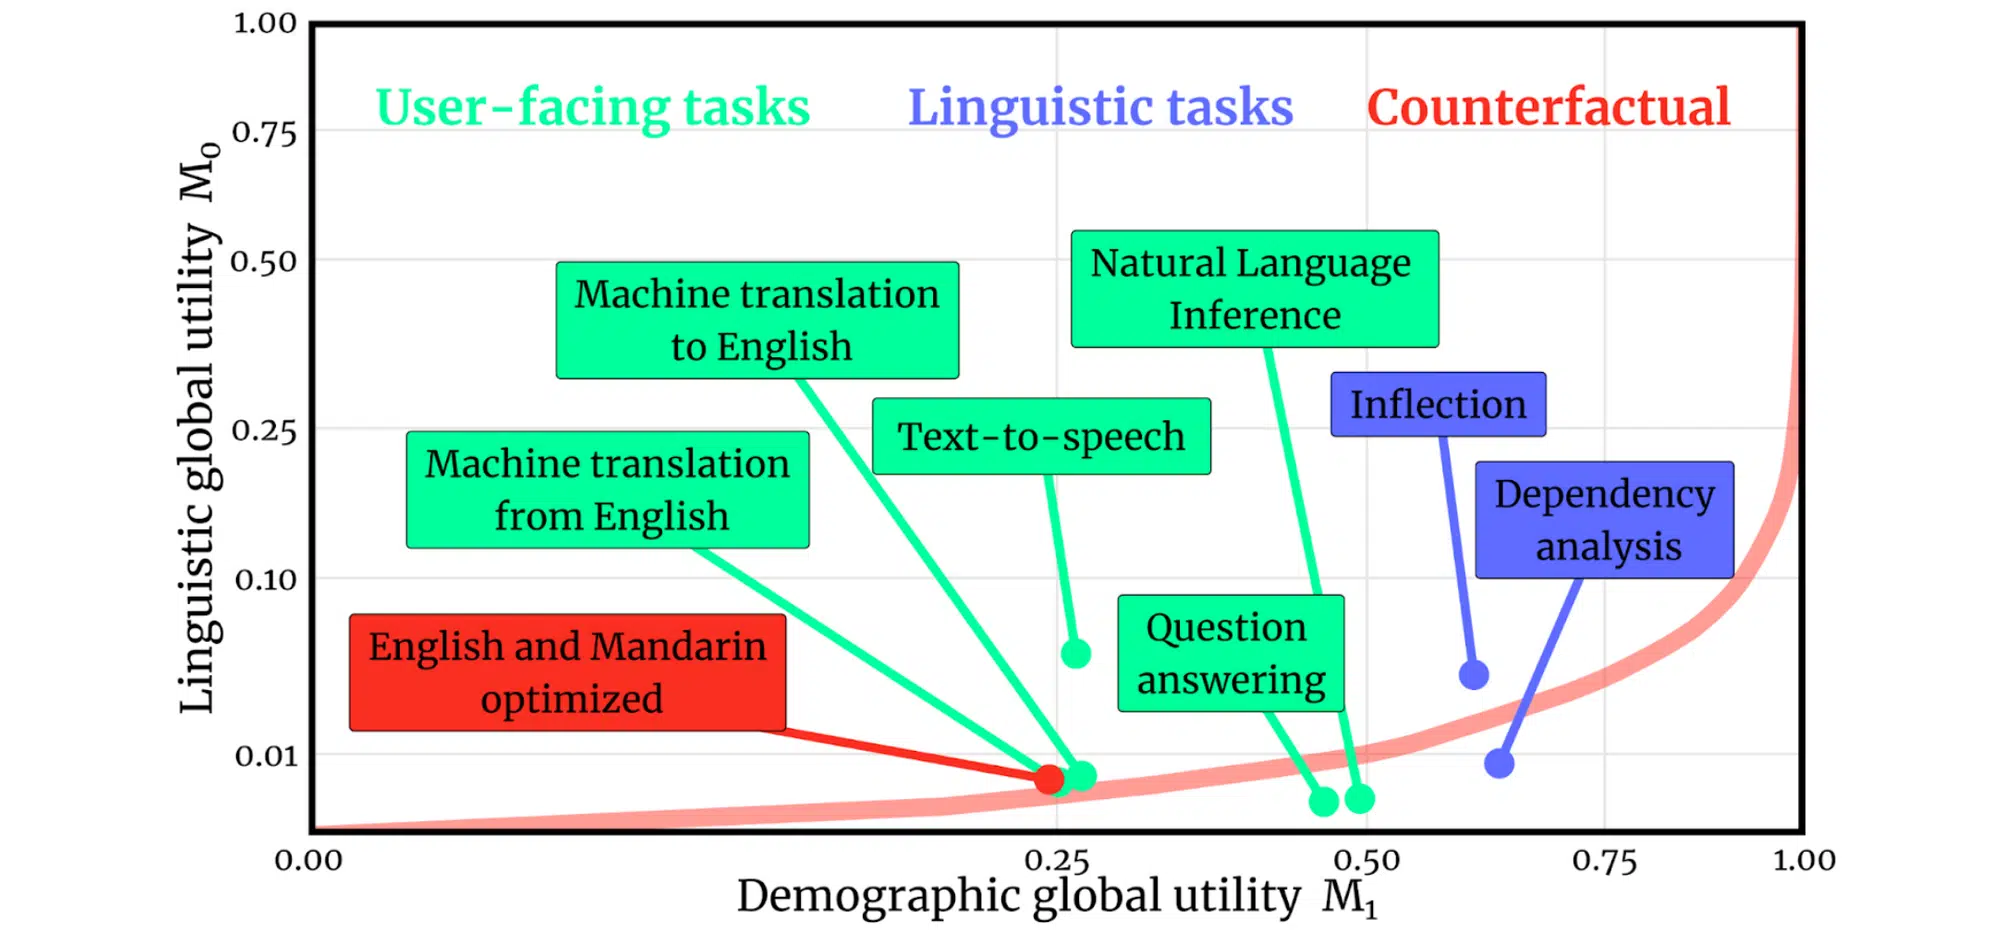 1.00
0.75
0.50
0.25
0.10
0.01
Linguistic global utility M₀
User-facing tasks
Linguistic tasks
Counterfactual
Machine translation
to English
Natural Language
Inference
Text-to-speech
Inflection
Machine translation
from English
Dependency
analysis
English and Mandarin
optimized
Question
answering
0.00
0.25
0.50
0.75
1.00
Demographic global utility M₁